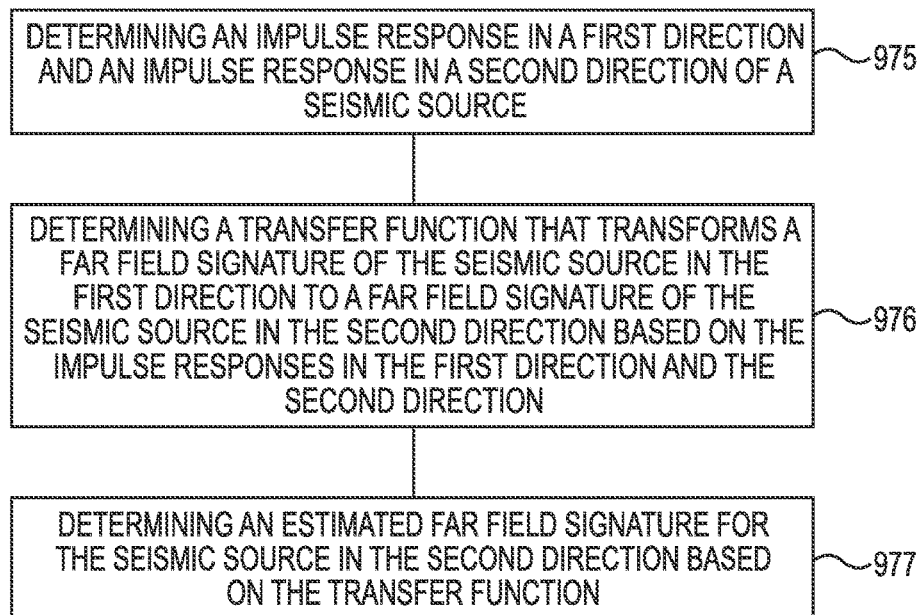 DETERMINING AN IMPULSE RESPONSE IN A FIRST DIRECTION
AND AN IMPULSE RESPONSE IN A SECOND DIRECTION OF A
SEISMIC SOURCE
975
DETERMINING A TRANSFER FUNCTION THAT TRANSFORMS A
FAR FIELD SIGNATURE OF THE SEISMIC SOURCE IN THE
FIRST DIRECTION TO A FAR FIELD SIGNATURE OF THE
SEISMIC SOURCE IN THE SECOND DIRECTION BASED ON THE
IMPULSE RESPONSES IN THE FIRST DIRECTION AND THE
SECOND DIRECTION
976
DETERMINING AN ESTIMATED FAR FIELD SIGNATURE FOR
THE SEISMIC SOURCE IN THE SECOND DIRECTION BASED
ON THE TRANSFER FUNCTION
977